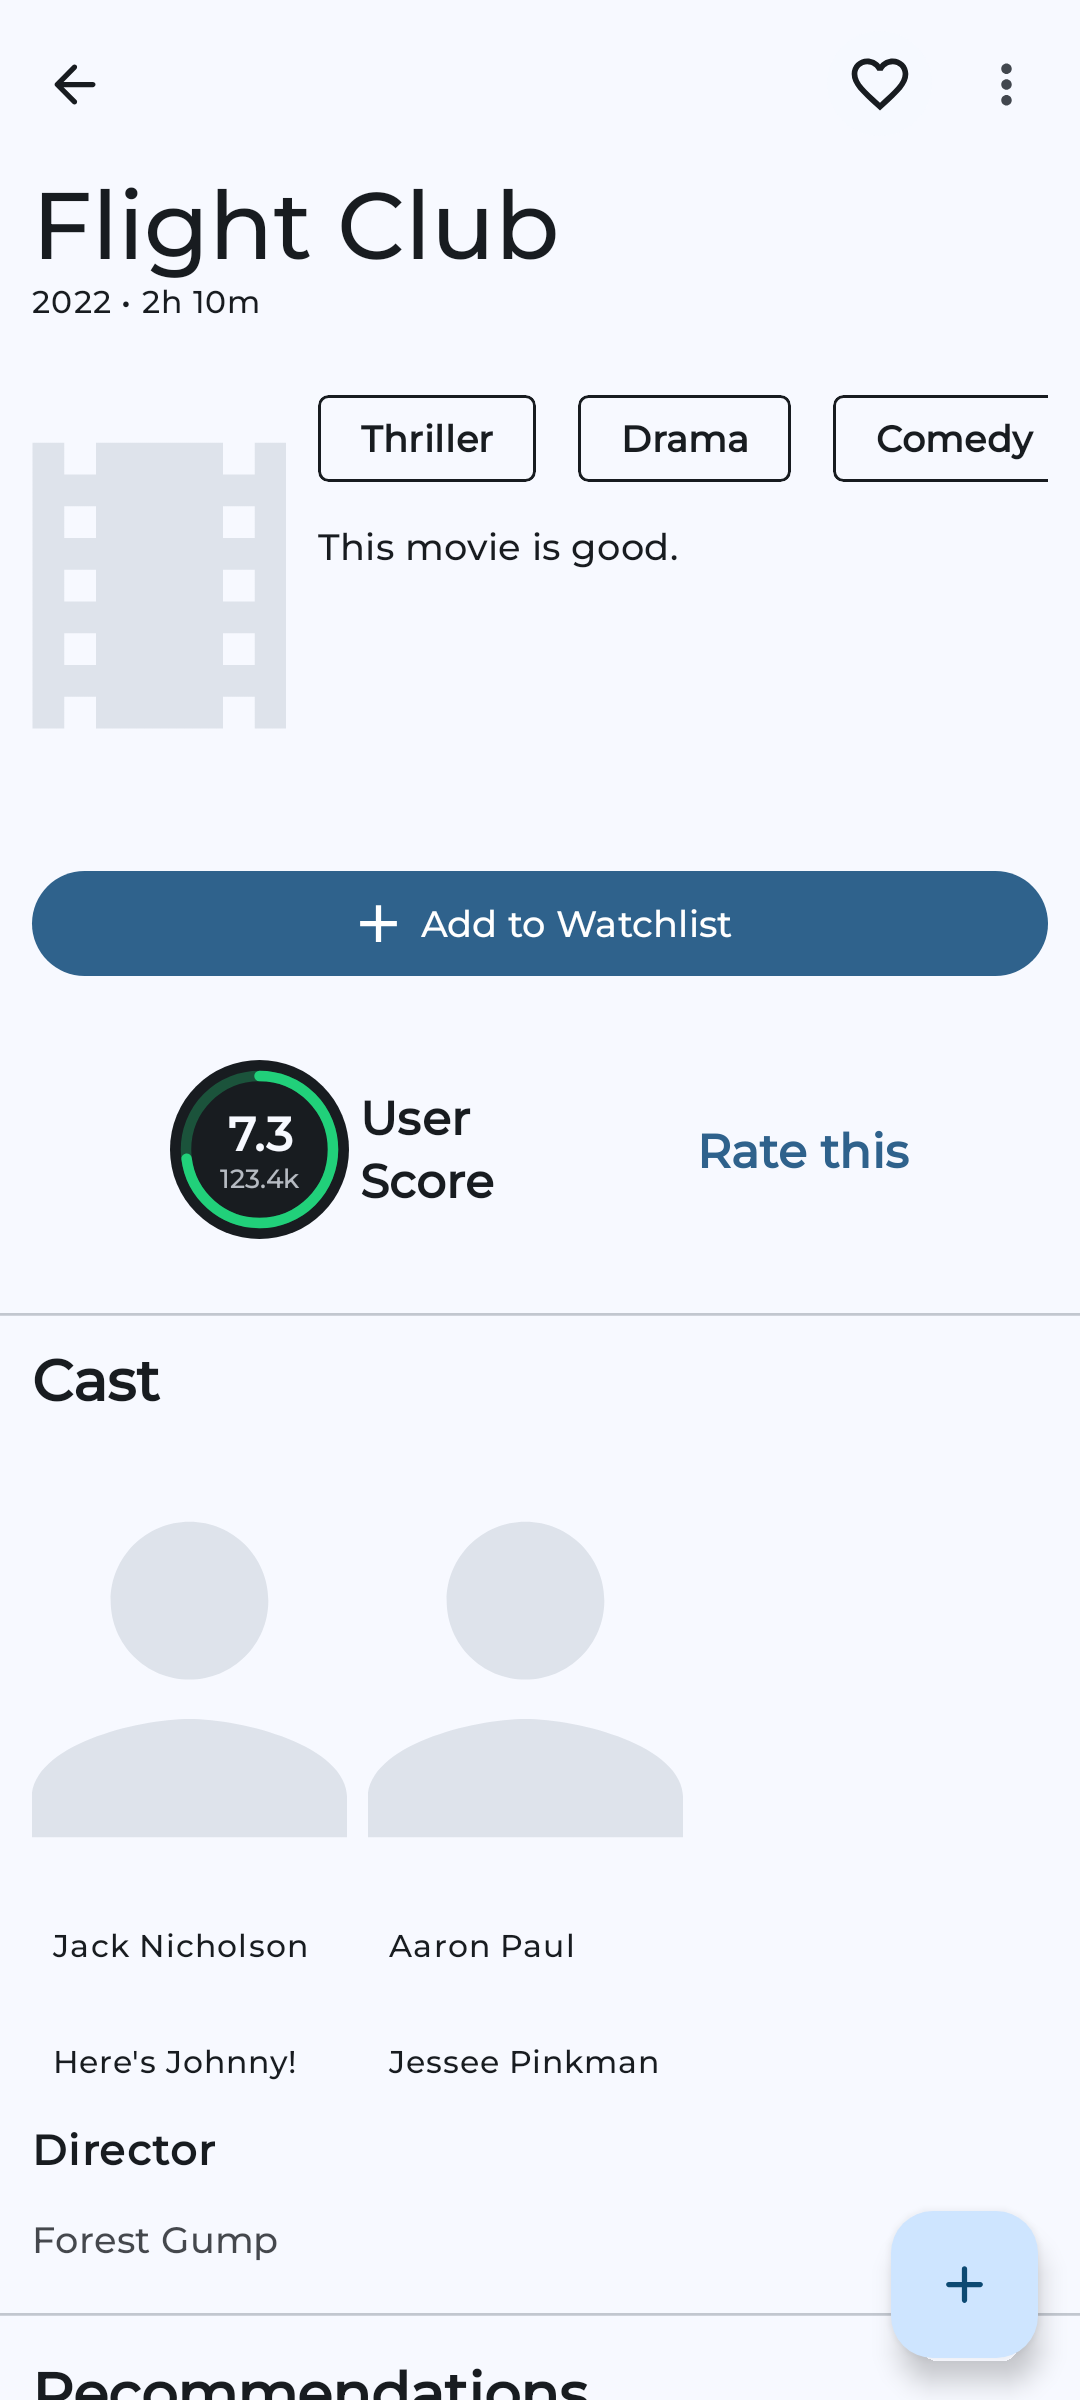 Flight Club
2022 • 2h 10m
Thriller
Drama
Comedy
This movie is good.
Add to Watchlist
7.3
123.4k
User
Score
Rate this
Cast
Jack Nicholson
Aaron Paul
Here's Johnny!
Jessee Pinkman
Director
Forest Gump
Recommendations